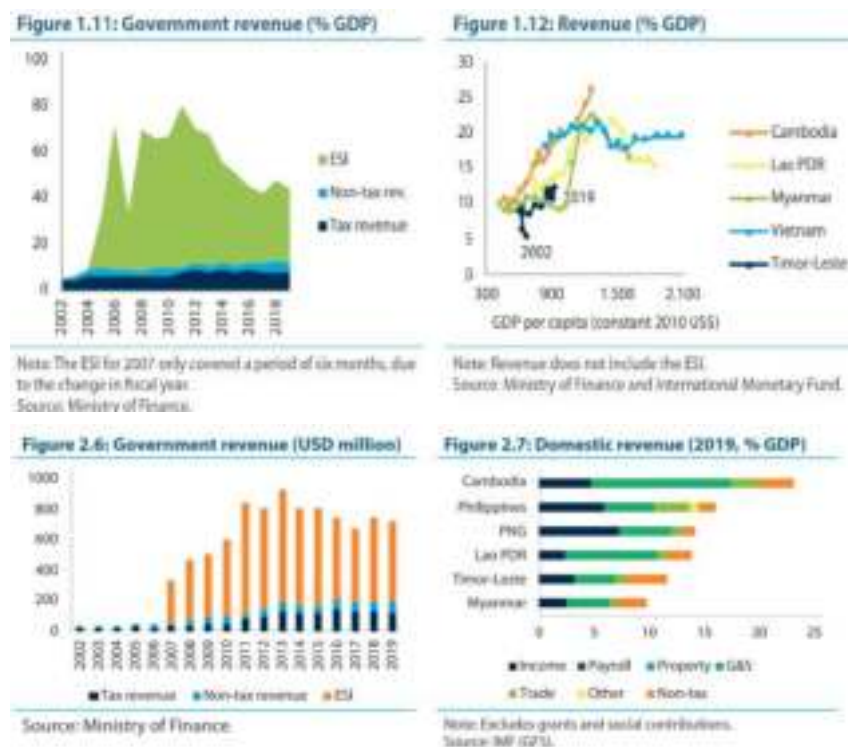 Figure 1.11: Government revenue (% GDP)
100
80
60
40
20
0
ESI
Non-tax rev.
Tax revenue
2002
2004
2006
2008
2010
2012
2014
2016
2018
Note: The ESI for 2007 only covered a period of six months, due
to the change in fiscal year.
Source: Ministry of Finance.
Figure 1.12: Revenue (% GDP)
30
25
20
15
10
5
0
2019
2002
Cambodia
Lao PDR
Myanmar
Vietnam
Timor-Leste
300
900
1.500
2.100
GDP per capita (constant 2010 US$)
Note: Revenue does not include the ESI.
Source: Ministry of Finance and International Monetary Fund.
Figure 2.6: Government revenue (USD million)
1000
800
600
400
200
0
2002
2003
2004
2005
2006
2007
2008
2009
2010
2011
2012
2013
2014
2015
2016
2017
2018
2019
Tax revenue
Non-tax revenue
ESI
Source: Ministry of Finance
Figure 2.7: Domestic revenue (2019, % GDP)
Cambodia
Philippines
PNG
Lao PDR
Timor-Leste
Myanmar
0
5
10
15
20
25
Income
Payroll
Property
G&S
Trade
Other
Non-tax
Note: Excludes grants and social contributions.
Source: IMF (GFS).